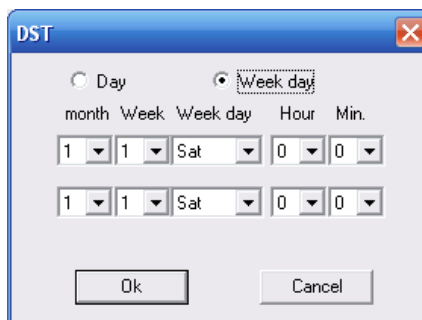 DST
Day Week day
month Week Week day Hour Min.
1 1 Sat 0 0
1 1 Sat 0 0
Ok Cancel